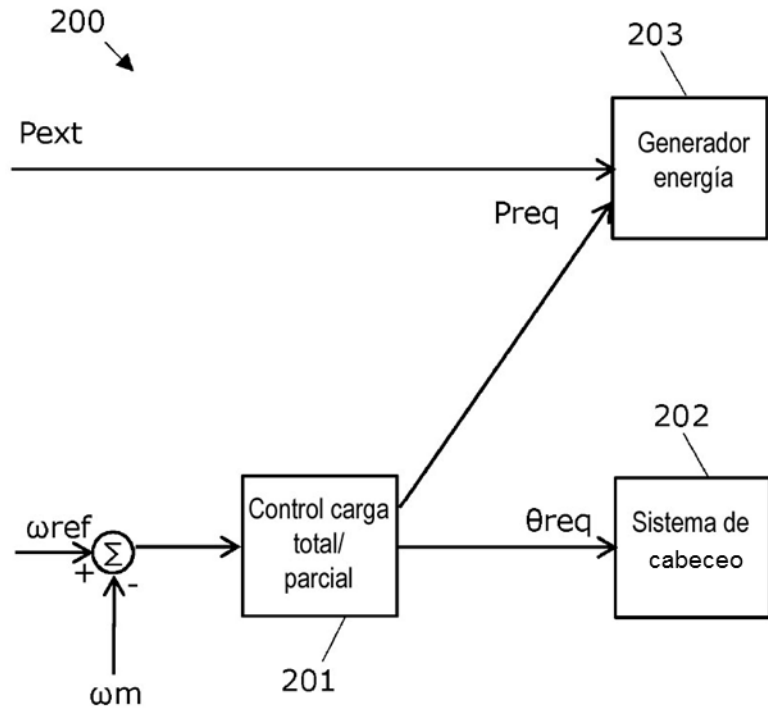 200
203
Pext
Generador
energía
Preq
202
ωref
+
Σ
-
ωm
Control carga
total/
parcial
201
θreq
Sistema de
cabeceo